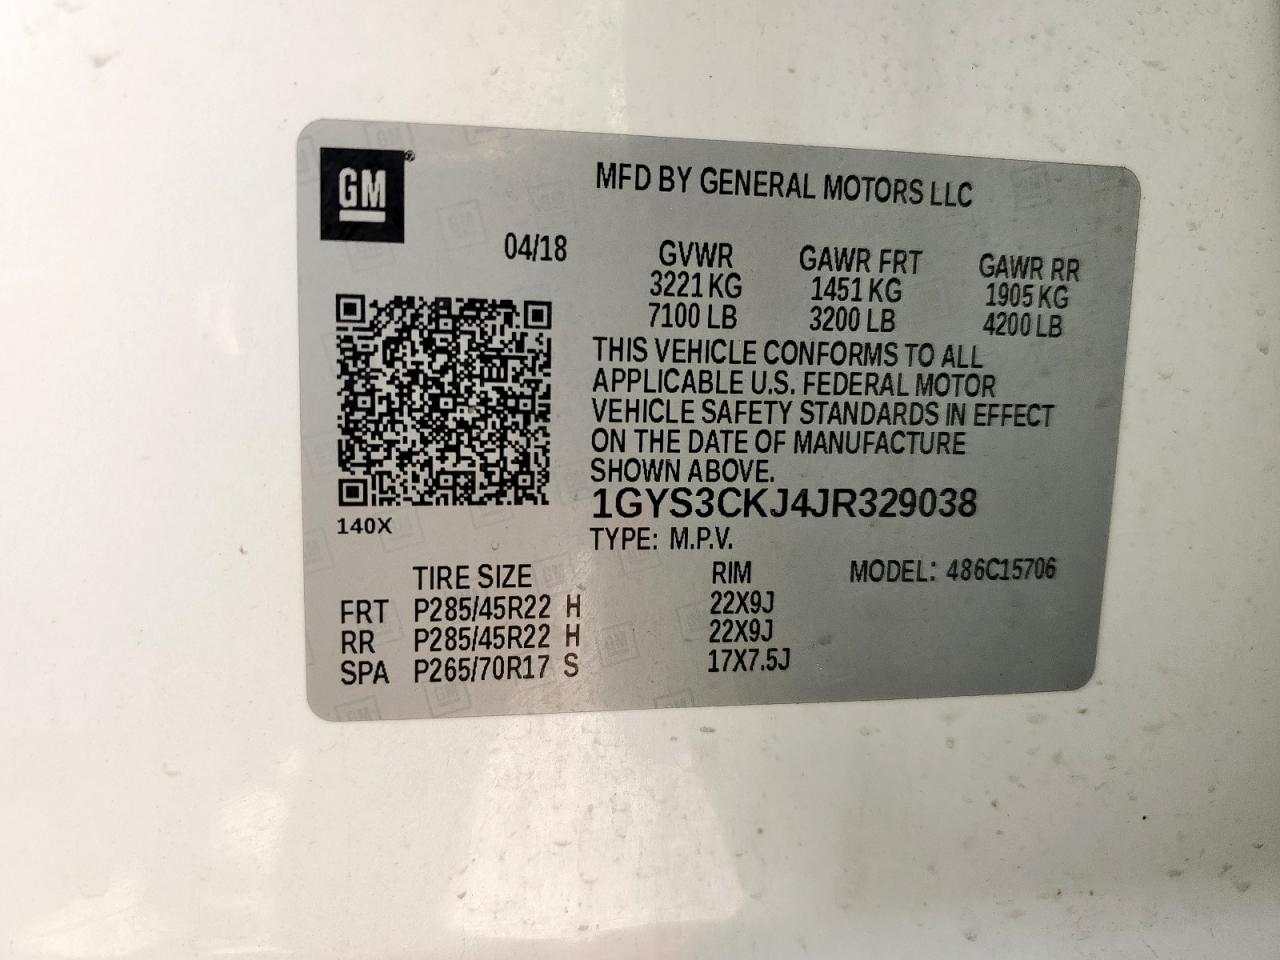 GM®
MFD BY GENERAL MOTORS LLC
04/18
GVWR GAWR FRT GAWR RR
3221 KG 1451 KG 1905 KG
7100 LB 3200 LB 4200 LB
THIS VEHICLE CONFORMS TO ALL
APPLICABLE U.S. FEDERAL MOTOR
VEHICLE SAFETY STANDARDS IN EFFECT
ON THE DATE OF MANUFACTURE
SHOWN ABOVE.
1GYS3CKJ4JR329038
140X
TYPE: M.P.V.
TIRE SIZE RIM MODEL: 486C15706
FRT P285/45R22 H 22X9J
RR P285/45R22 H 22X9J
SPA P265/70R17 S 17X7.5J